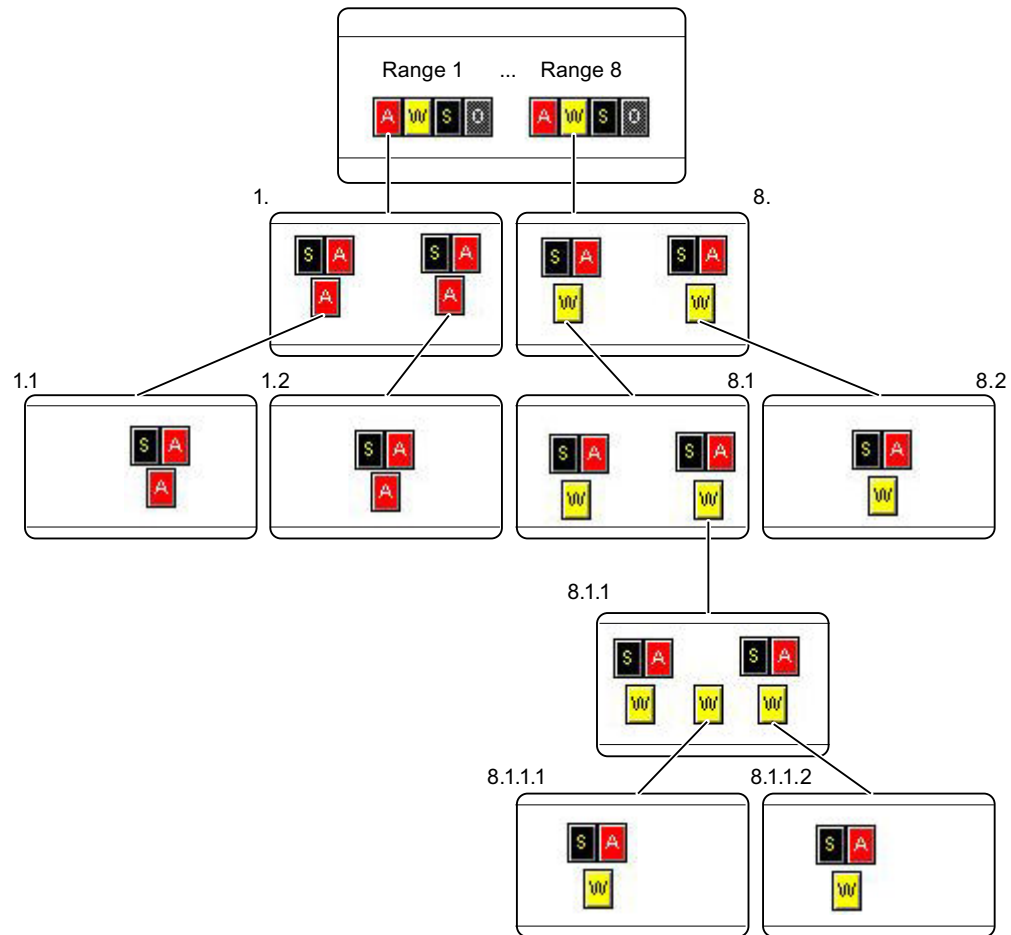 Range 1 ... Range 8
A W S O A W S O
1. 8.
S A S A S A S A
A A W W
1.1 1.2 8.1 8.2
S A S A S A S A S A
A A W W W
8.1.1
S A S A
W W W
8.1.1.1 8.1.1.2
S A S A
W W